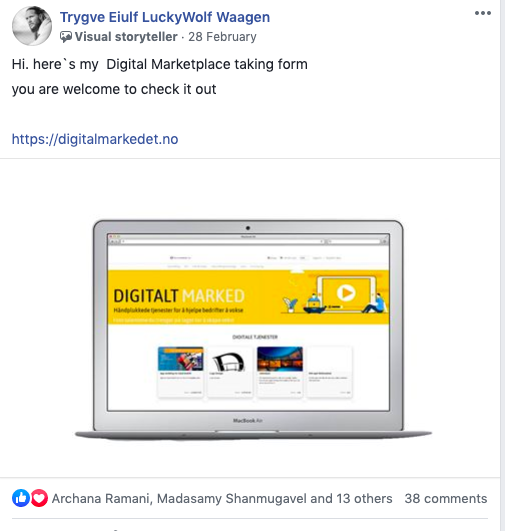 Trygve Eiulf LuckyWolf Waagen
Visual storyteller · 28 February
Hi. here`s my Digital Marketplace taking form
you are welcome to check it out
https://digitalmarkedet.no
DIGITALT MARKED
Håndplukkede tjenester for å hjelpe bedrifter å vokse
DIGITALE TJENESTER
MacBook Air
Archana Ramani, Madasamy Shanmugavel and 13 others 38 comments